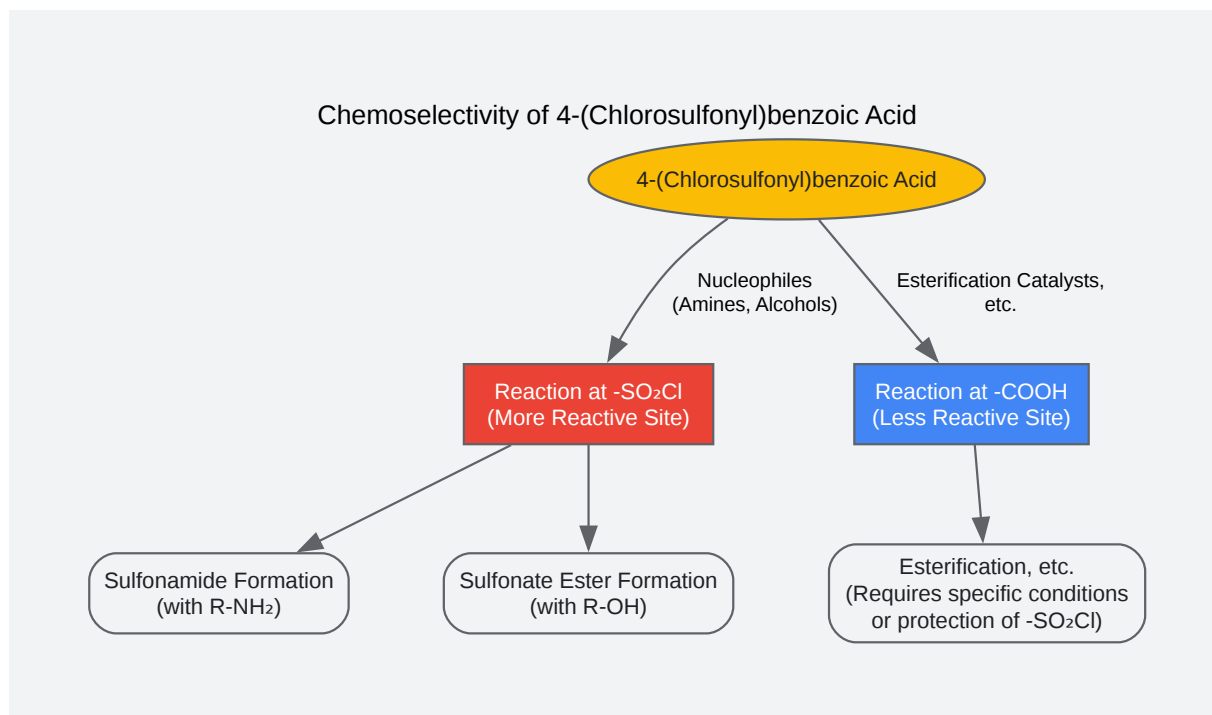 Chemoselectivity of 4-(Chlorosulfonyl)benzoic Acid
4-(Chlorosulfonyl)benzoic Acid
Nucleophiles
(Amines, Alcohols)
Esterification Catalysts,
etc.
Reaction at -SO₂Cl
(More Reactive Site)
Reaction at -COOH
(Less Reactive Site)
Sulfonamide Formation
(with R-NH₂)
Sulfonate Ester Formation
(with R-OH)
Esterification, etc.
(Requires specific conditions
or protection of -SO₂Cl)